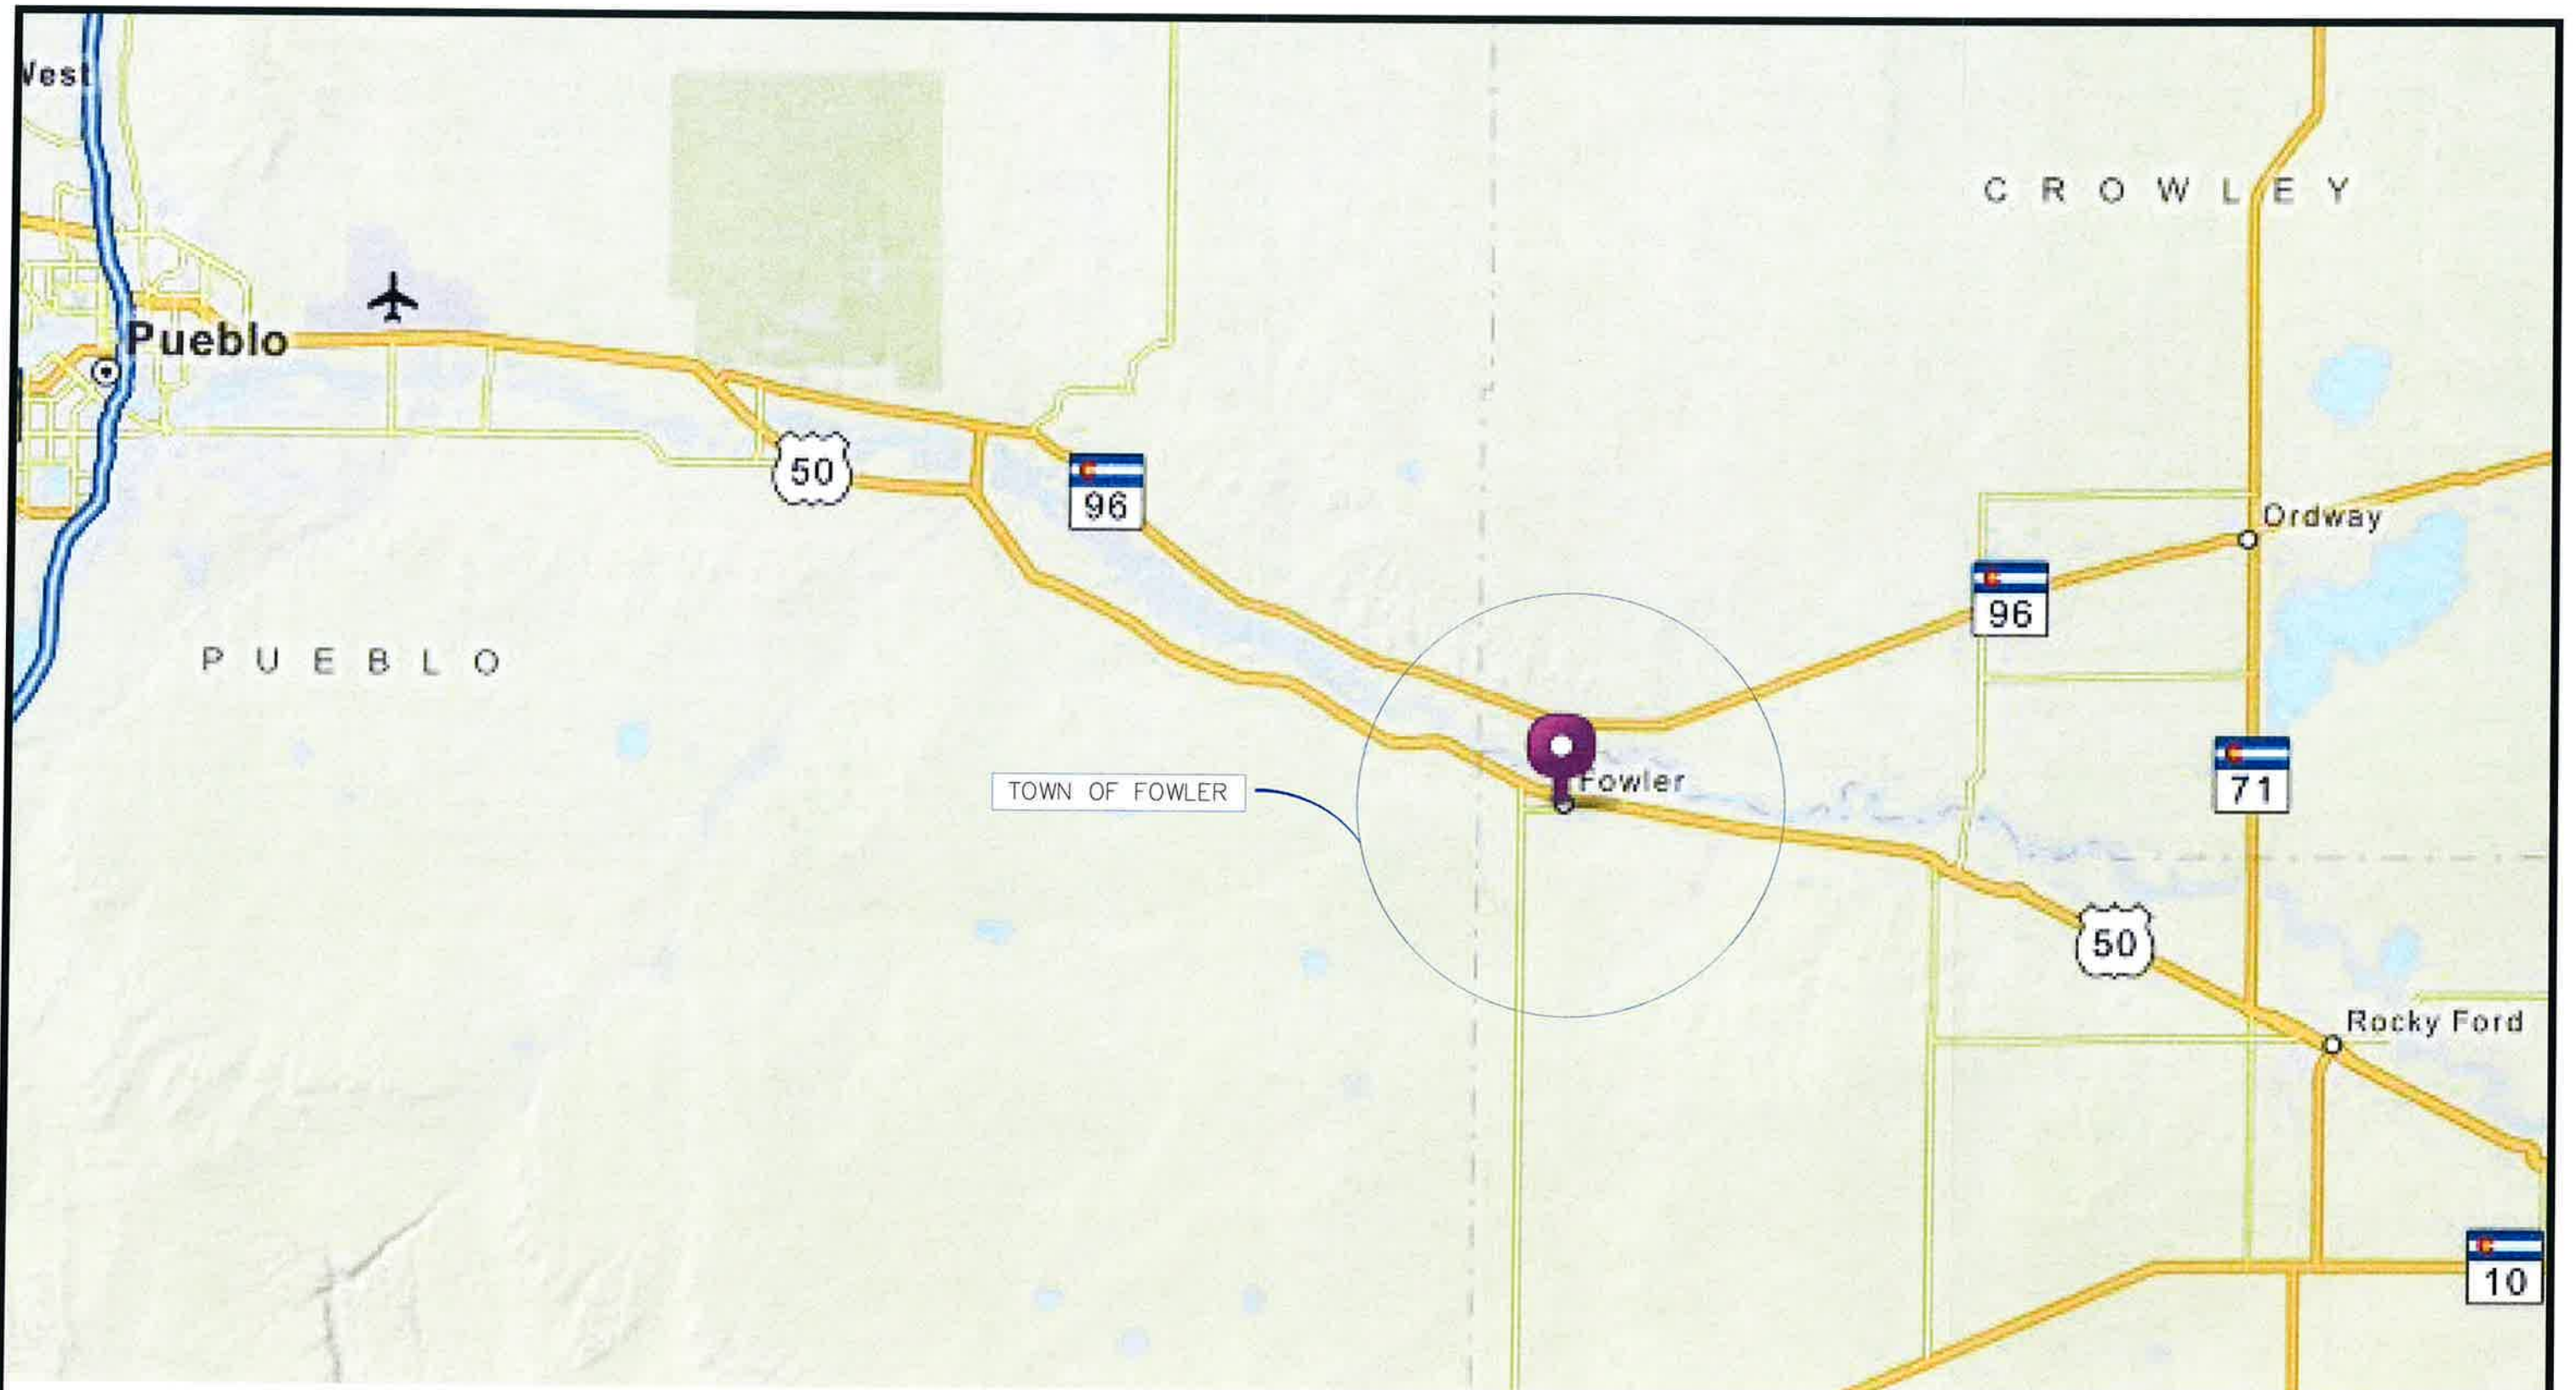 West
CROWLEY
Pueblo
50
96
Ordway
96
PUEBLO
71
TOWN OF FOWLER
Fowler
50
Rocky Ford
10